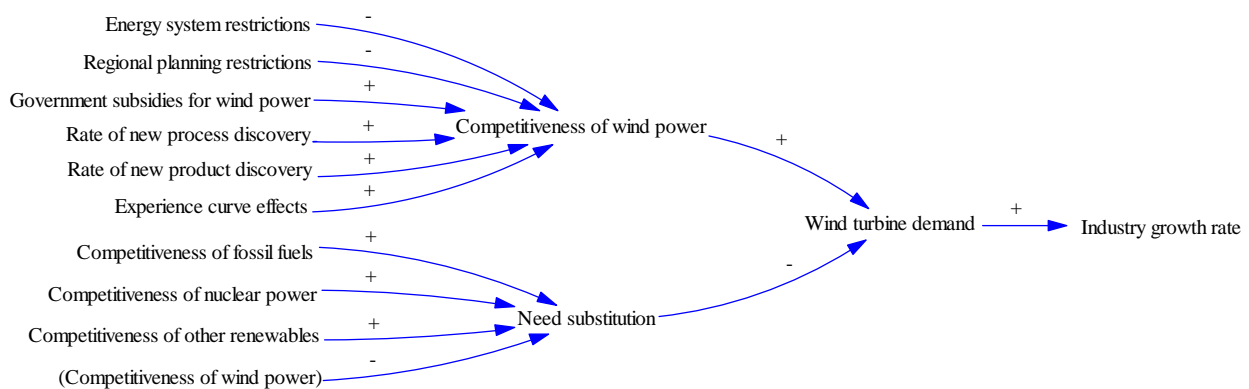 Energy system restrictions
-
Regional planning restrictions
-
Government subsidies for wind power
+
Rate of new process discovery
+
Rate of new product discovery
+
Experience curve effects
+
Competitiveness of wind power
+
Competitiveness of fossil fuels
+
Competitiveness of nuclear power
+
Competitiveness of other renewables
+
(Competitiveness of wind power)
-
Need substitution
-
Wind turbine demand
+
Industry growth rate